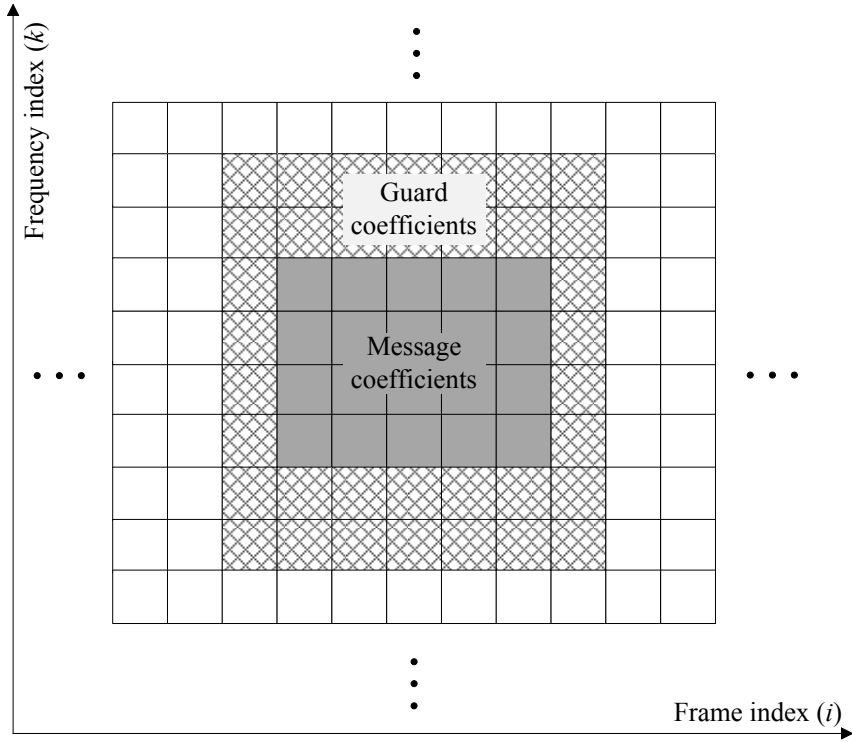 Frequency index (k)
Guard
coefficients
Message
coefficients
Frame index (i)